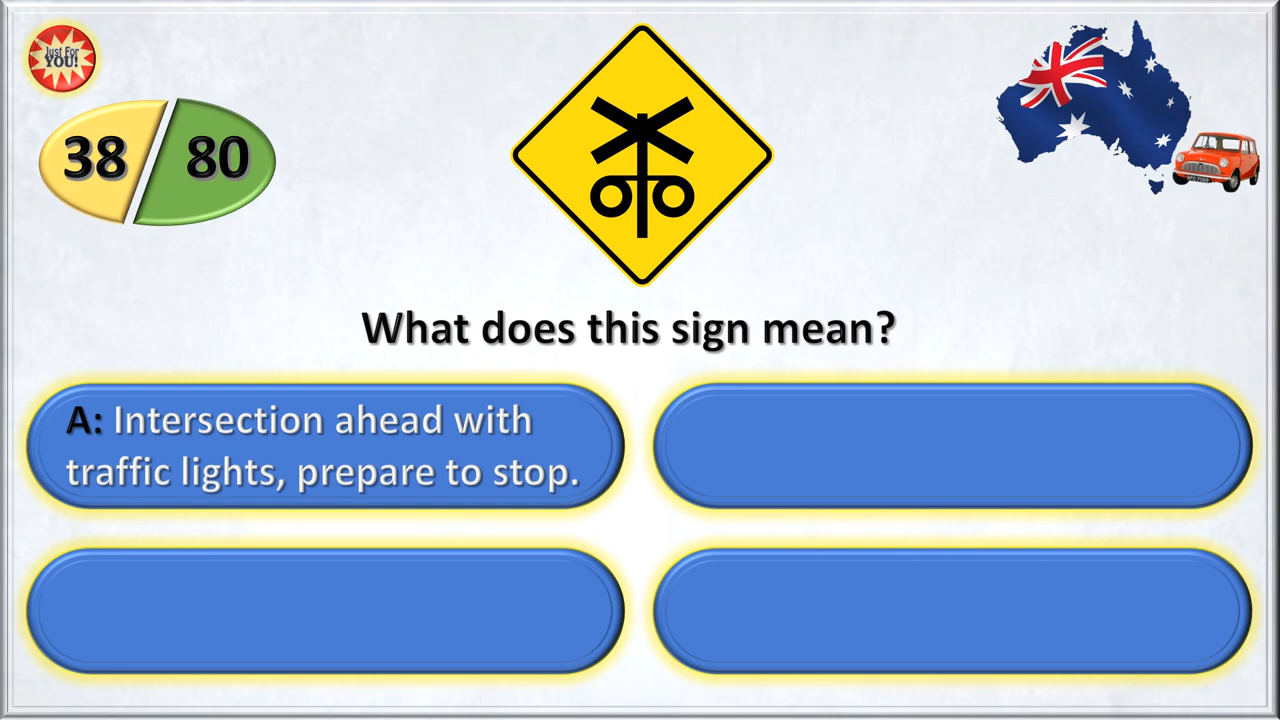 Just For
YOU!
38 80
What does this sign mean?
A: Intersection ahead with
traffic lights, prepare to stop.